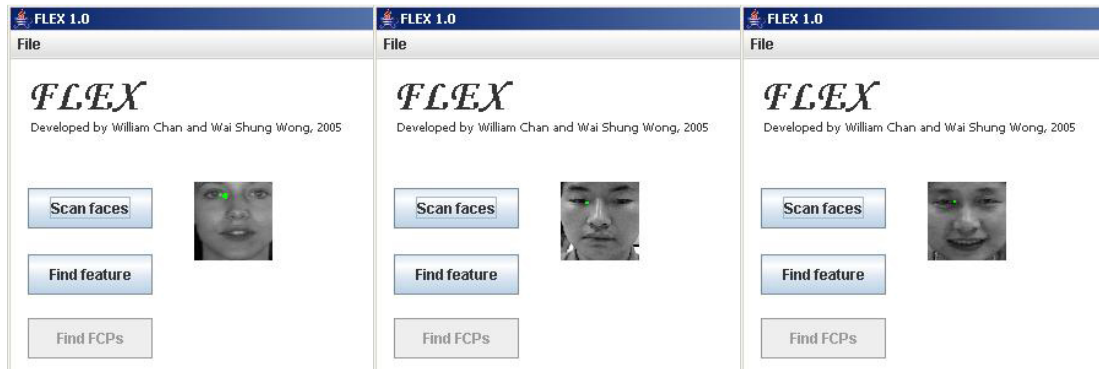 FLEX 1.0
File
FLEX
Developed by William Chan and Wai Shung Wong, 2005
Scan faces
Find feature
Find FCPs
FLEX 1.0
File
FLEX
Developed by William Chan and Wai Shung Wong, 2005
Scan faces
Find feature
Find FCPs
FLEX 1.0
File
FLEX
Developed by William Chan and Wai Shung Wong, 2005
Scan faces
Find feature
Find FCPs